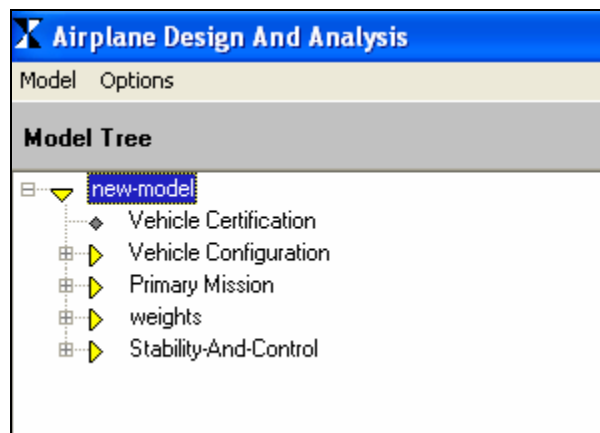 Airplane Design And Analysis
Model Options
Model Tree
new-model
Vehicle Certification
Vehicle Configuration
Primary Mission
weights
Stability-And-Control